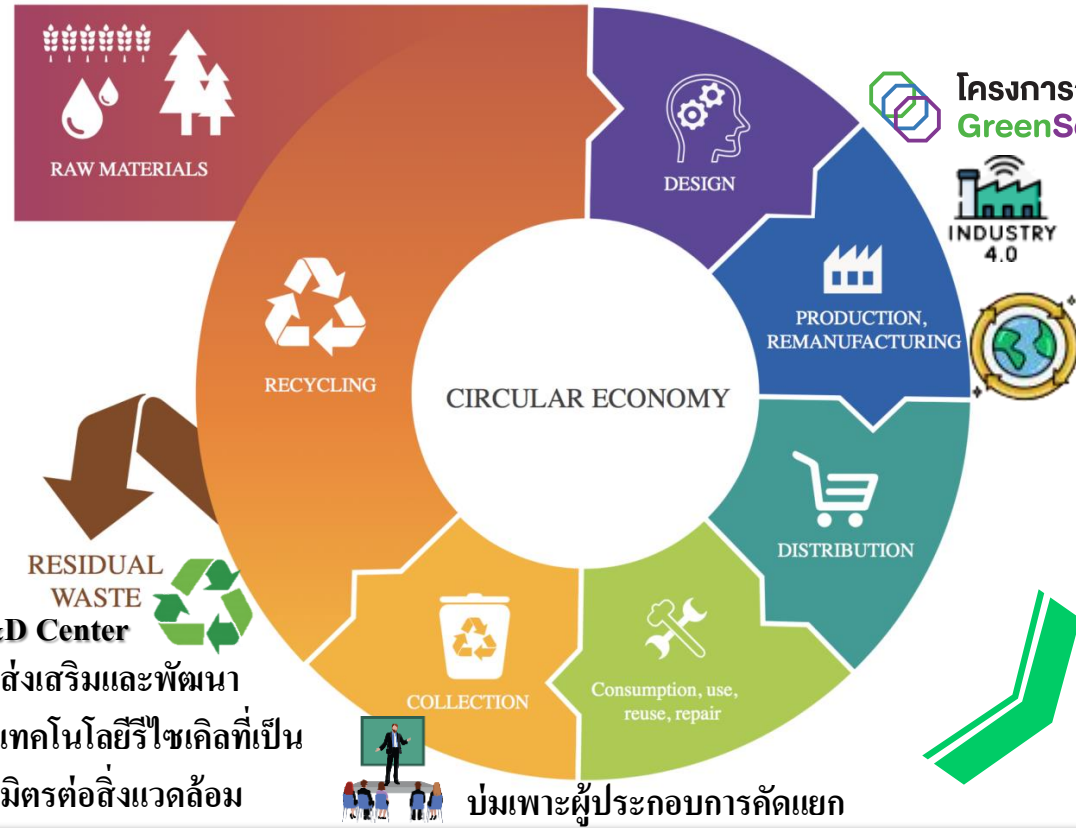 RAW MATERIALS
DESIGN
โครงการ
GreenS
INDUSTRY
4.0
PRODUCTION,
REMANUFACTURING
RECYCLING
CIRCULAR ECONOMY
DISTRIBUTION
RESIDUAL
WASTE
D Center
ส่งเสริมและพัฒนา
เทคโนโลยีรีไซเคิลที่เป็น
มิตรต่อสิ่งแวดล้อม
COLLECTION
Consumption, use,
reuse, repair
บ่มเพาะผู้ประกอบการคัดแยก